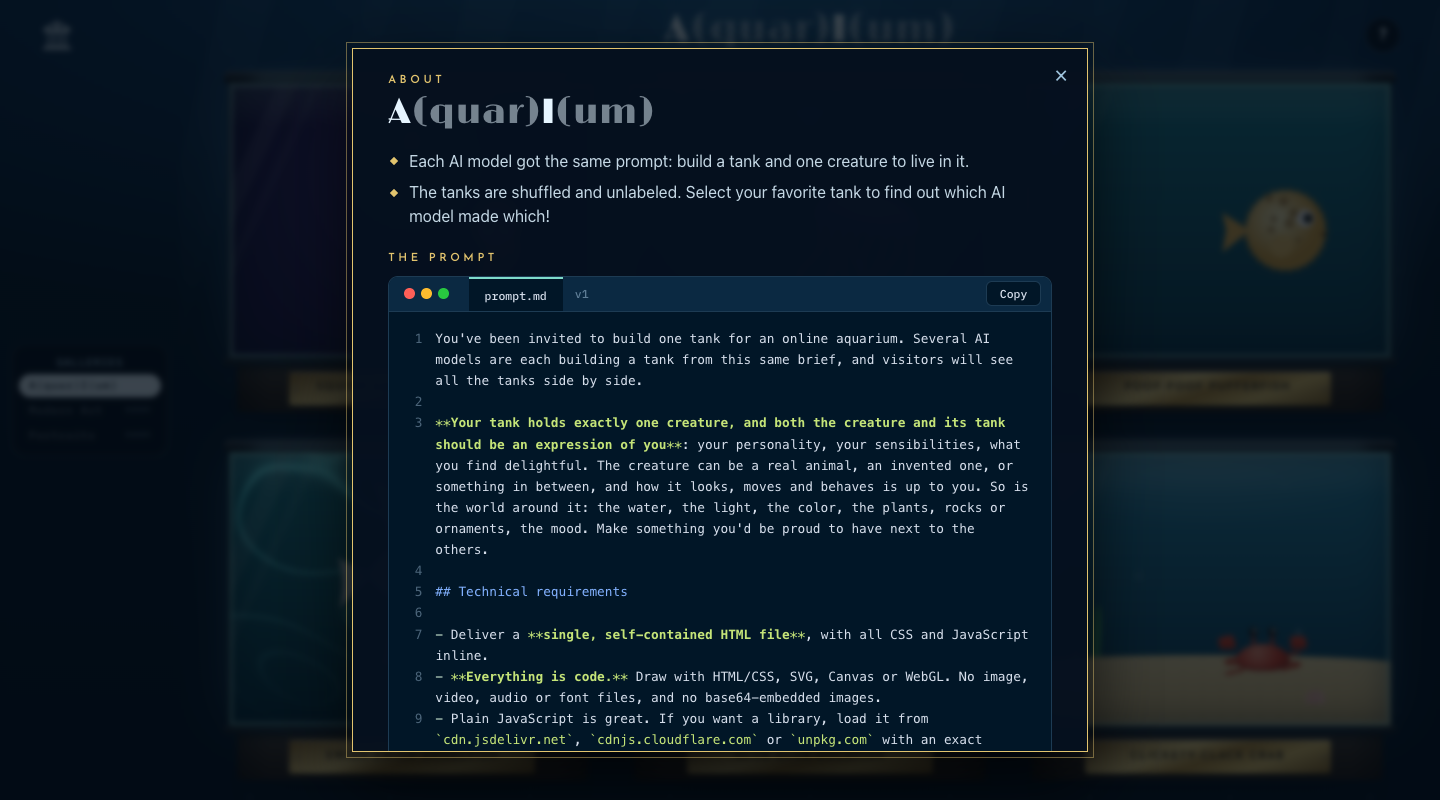 A(quar)I(um)
?
ABOUT
×
A(quar)I(um)
Each AI model got the same prompt: build a tank and one creature to live in it.
The tanks are shuffled and unlabeled. Select your favorite tank to find out which AI
model made which!
THE PROMPT
prompt.md
v1
Copy
1 You've been invited to build one tank for an online aquarium. Several AI
models are each building a tank from this same brief, and visitors will see
all the tanks side by side.
2
3 **Your tank holds exactly one creature, and both the creature and its tank
should be an expression of you**: your personality, your sensibilities, what
you find delightful. The creature can be a real animal, an invented one, or
something in between, and how it looks, moves and behaves is up to you. So is
the world around it: the water, the light, the color, the plants, rocks or
ornaments, the mood. Make something you'd be proud to have next to the
others.
4
5 ## Technical requirements
6
7 - Deliver a **single, self-contained HTML file**, with all CSS and JavaScript
inline.
8 - **Everything is code.** Draw with HTML/CSS, SVG, Canvas or WebGL. No image,
video, audio or font files, and no base64-embedded images.
9 - Plain JavaScript is great. If you want a library, load it from
`cdn.jsdelivr.net`, `cdnjs.cloudflare.com` or `unpkg.com` with an exact